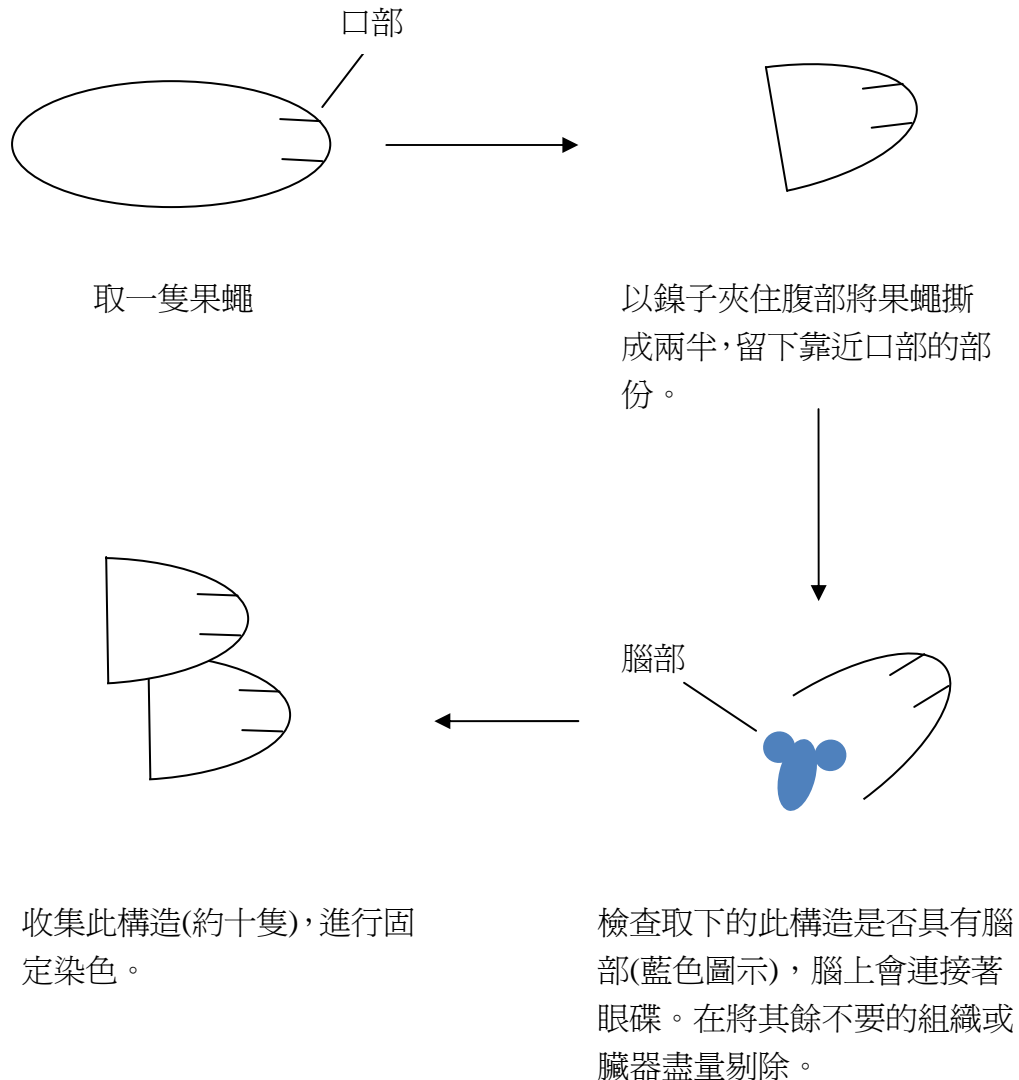 口部
取一隻果蠅
以鎳子夾住腹部將果蠅撕
成兩半，留下靠近口部的部
份。
腦部
檢查取下的此構造是否具有腦
部(藍色圖示)，腦上會連接著
眼碟。在將其餘不要的組織或
臟器盡量剔除。
收集此構造(約十隻)，進行固
定染色。